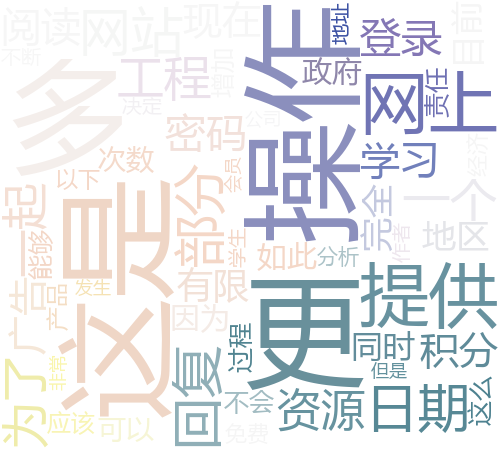 阅读
网站
现在
目前
地址
登录
不断
增加
多
工程
决定
政府
操作
网上
责任
公司
密码
次数
学习
经济
以下
会员
这是
部分
一个
完全
作者
地区
一起
能够
学生
如此
分析
广告
产品
发生
有限
更
提供
因为
过程
同时
积分
为了
非常
回复
但是
不会
资源
日期
这么
应该
可以
免费